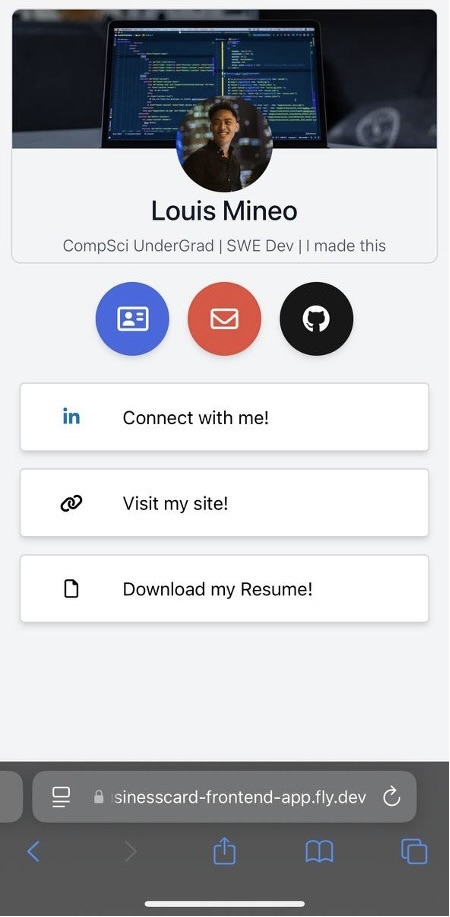 Louis Mineo
CompSci UnderGrad | SWE Dev | I made this
in
Connect with me!
Visit my site!
Download my Resume!
sinesscard-frontend-app.fly.dev